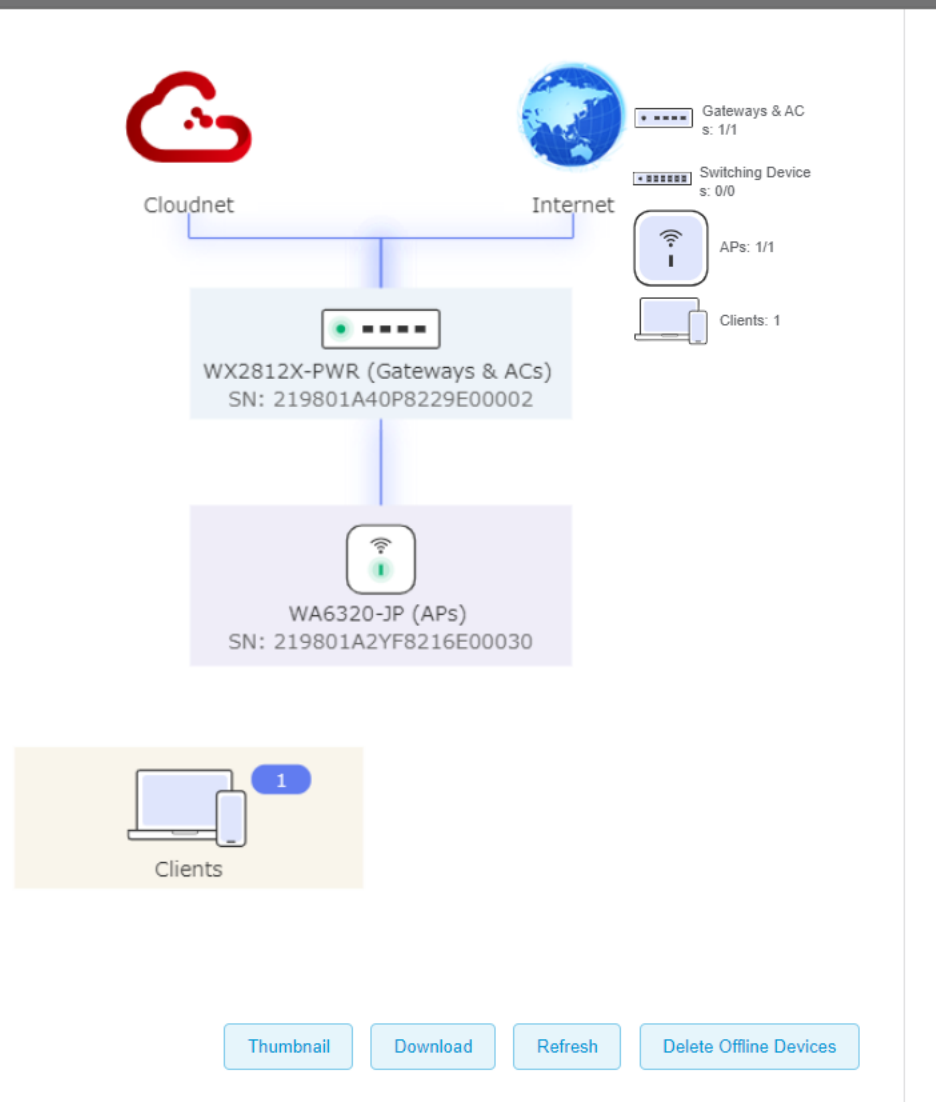 Cloudnet
Internet
Gateways & AC
s: 1/1
Switching Device
s: 0/0
APs: 1/1
Clients: 1
WX2812X-PWR (Gateways & ACs)
SN: 219801A40P8229E00002
WA6320-JP (APs)
SN: 219801A2YF8216E00030
1
Clients
Thumbnail
Download
Refresh
Delete Offline Devices